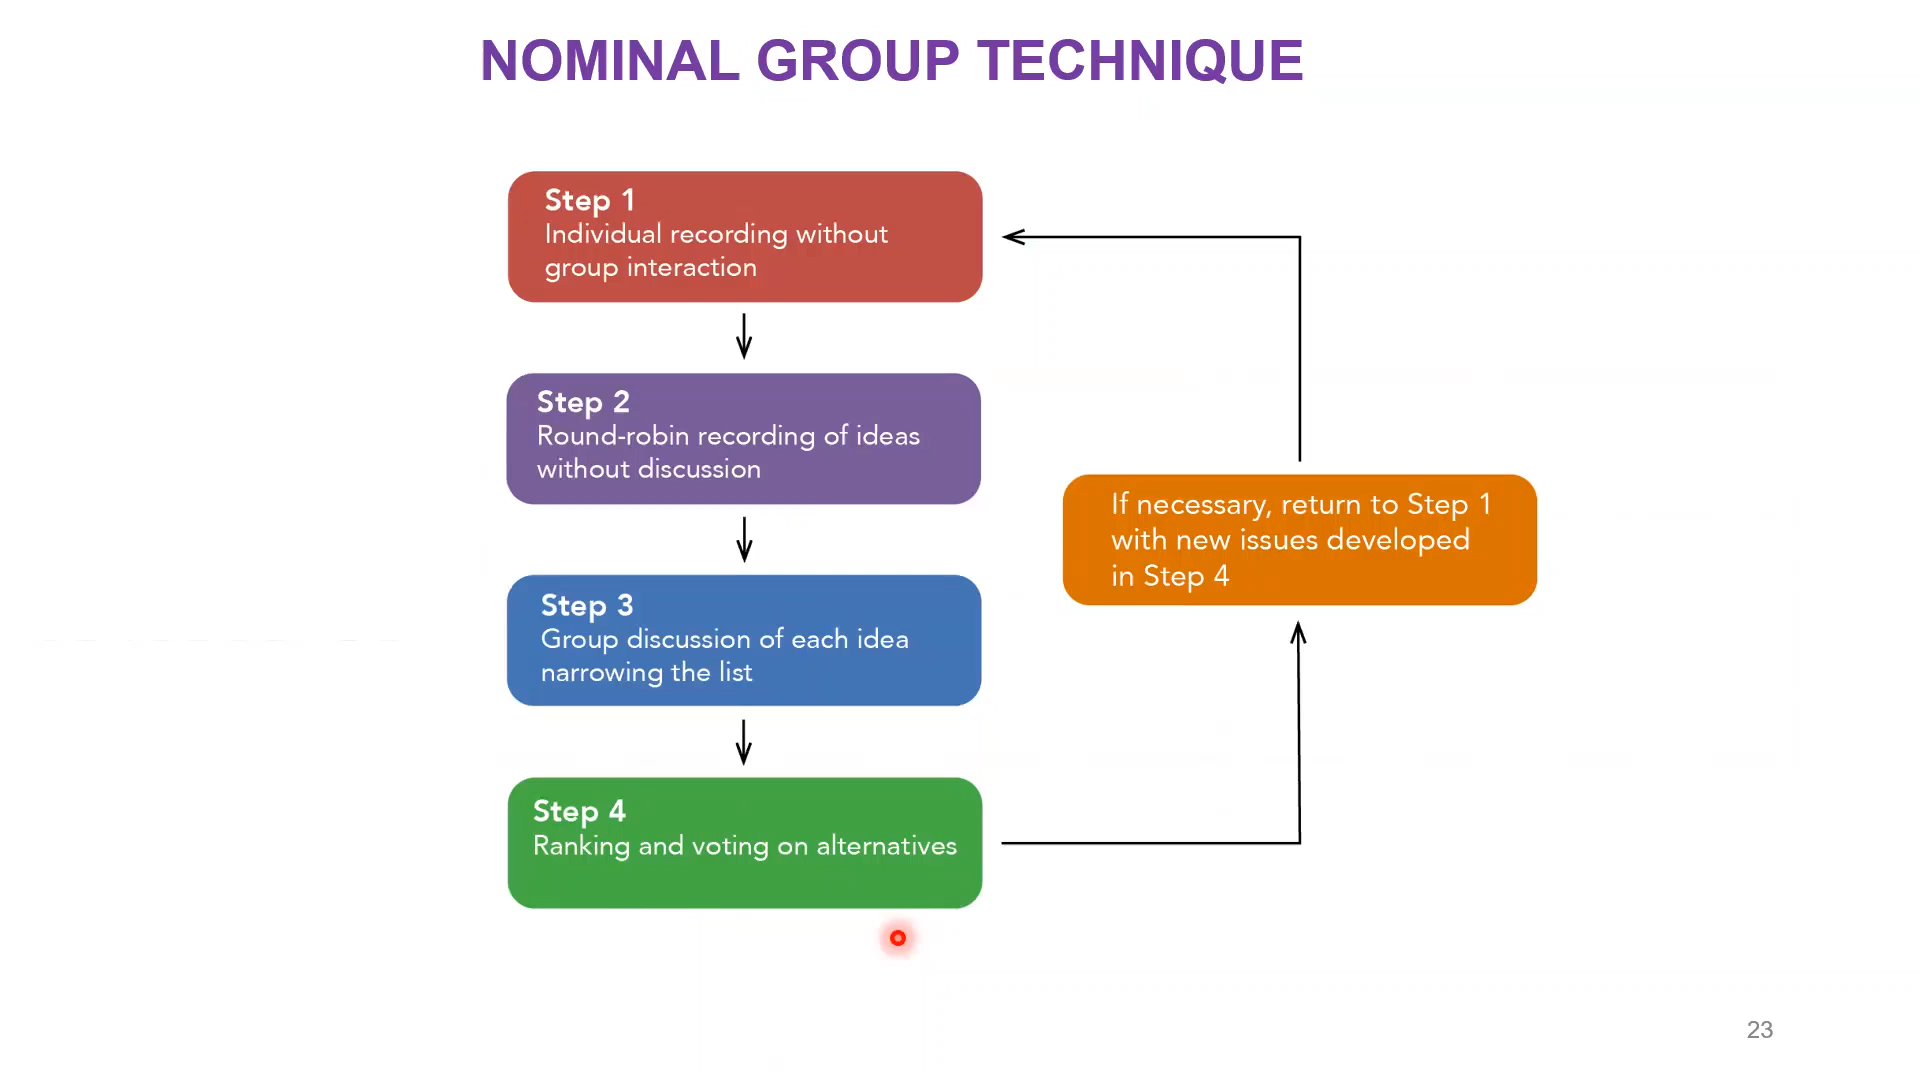 NOMINAL GROUP TECHNIQUE
Step 1
Individual recording without
group interaction
Step 2
Round-robin recording of ideas
without discussion
Step 3
Group discussion of each idea
narrowing the list
Step 4
Ranking and voting on alternatives
If necessary, return to Step 1
with new issues developed
in Step 4
23